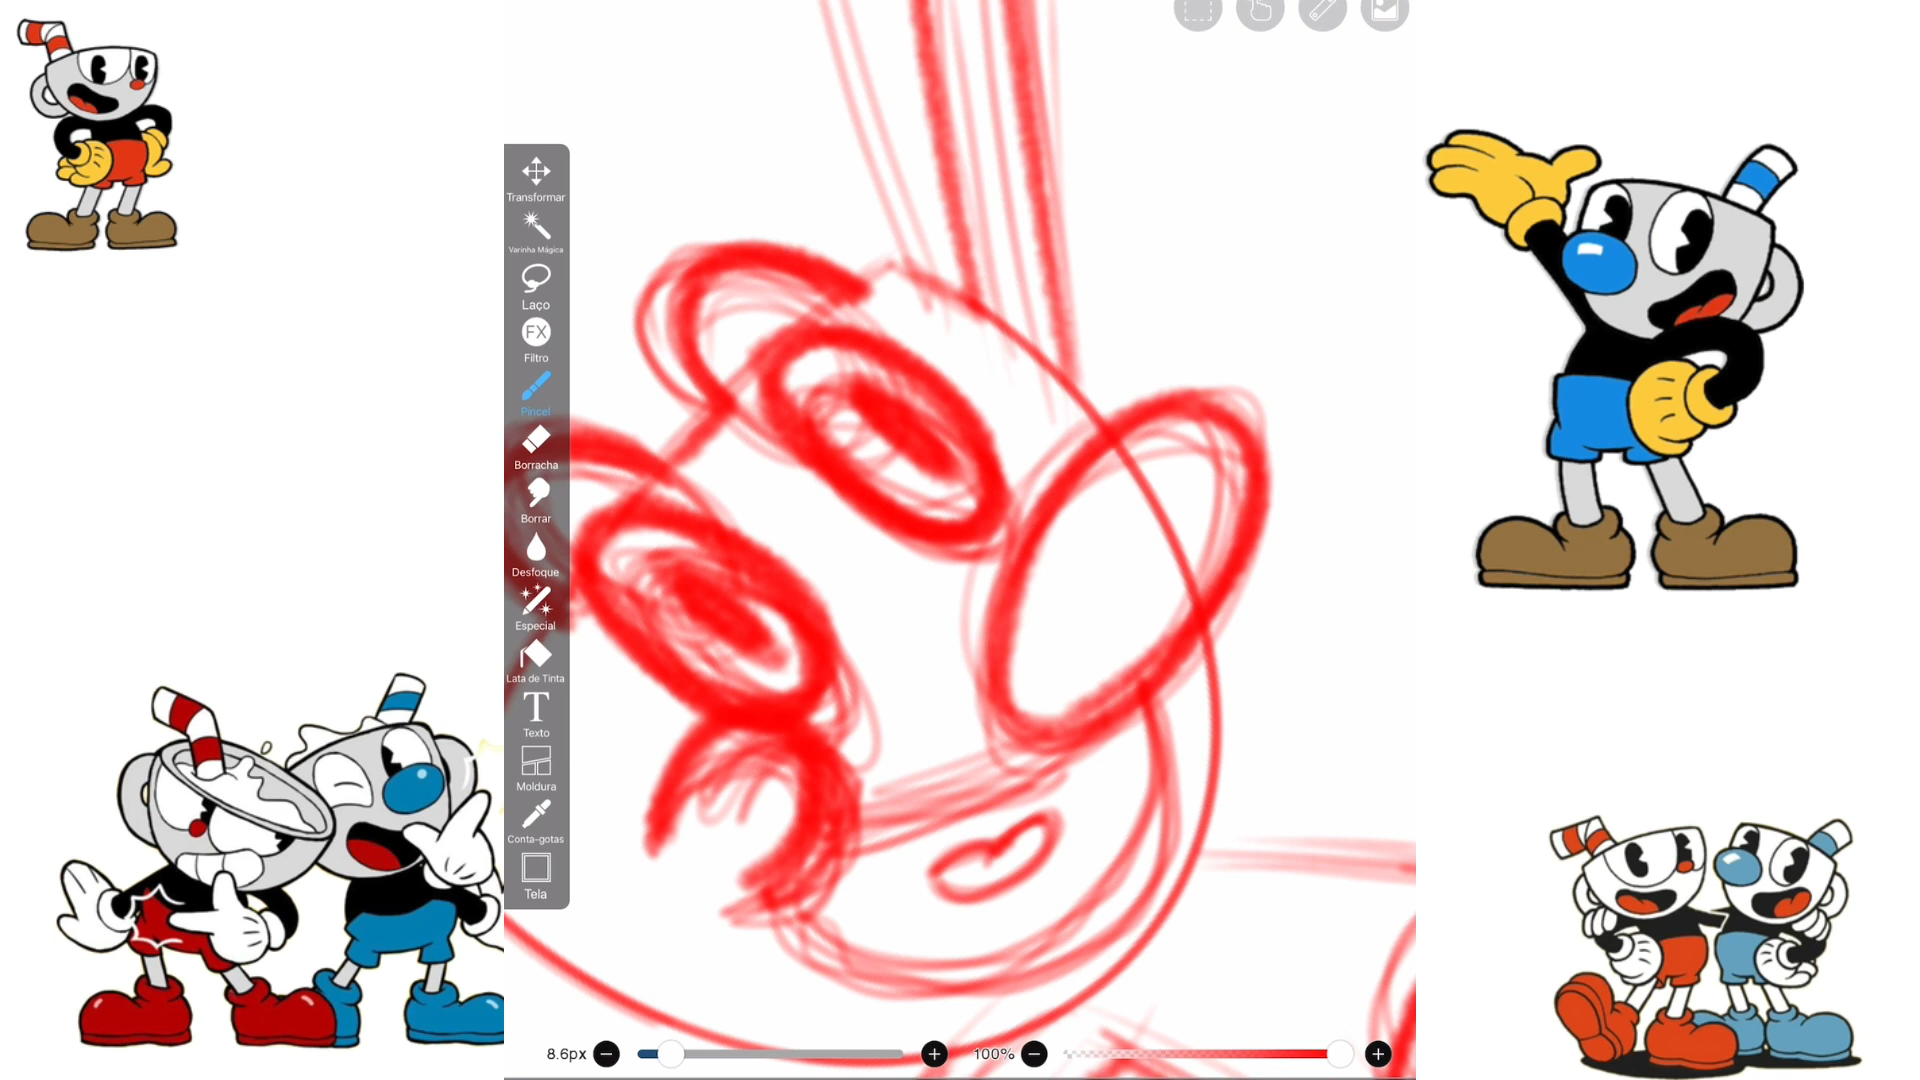 Transformar
Varinha Mágica
Laço
FX
Filtro
Pincel
Borracha
Borrar
Desfoque
Especial
Lata de Tinta
T
Texto
Moldura
Conta-gotas
Tela
8.6px
100%